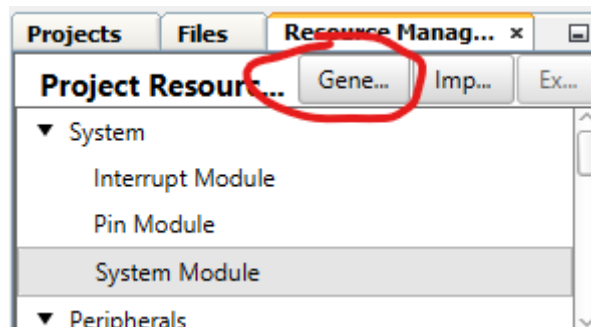 Projects Files Resource Manag... ×
Project Resourc... Gene... Imp... Ex...
▼ System
Interrupt Module
Pin Module
System Module
▼ Peripherals